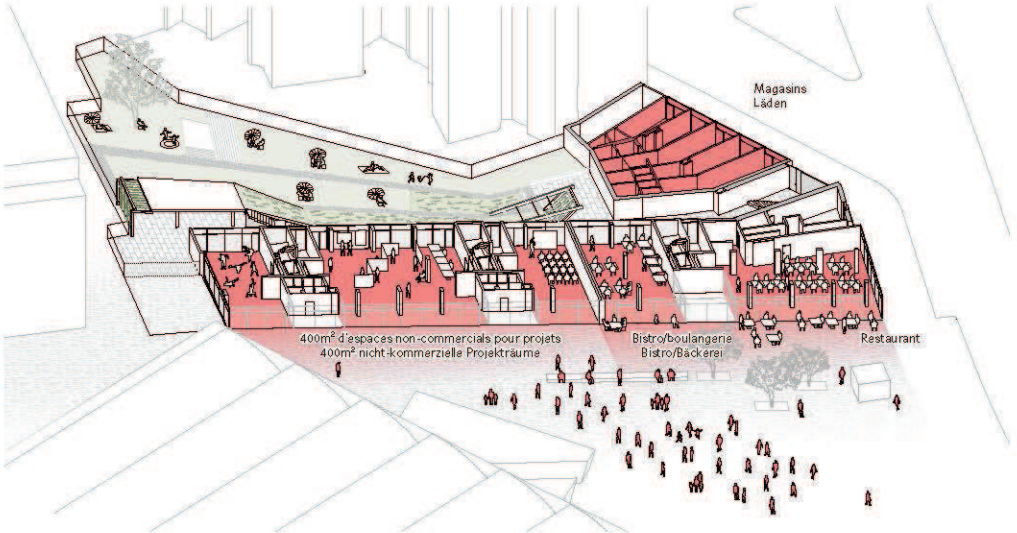 Magasins
Läden
400m² d'espaces non-commercials pour projets
400m² nicht-kommerzielle Projekträume
Bistro/boulangerie
Bistro/Bäckerei
Restaurant